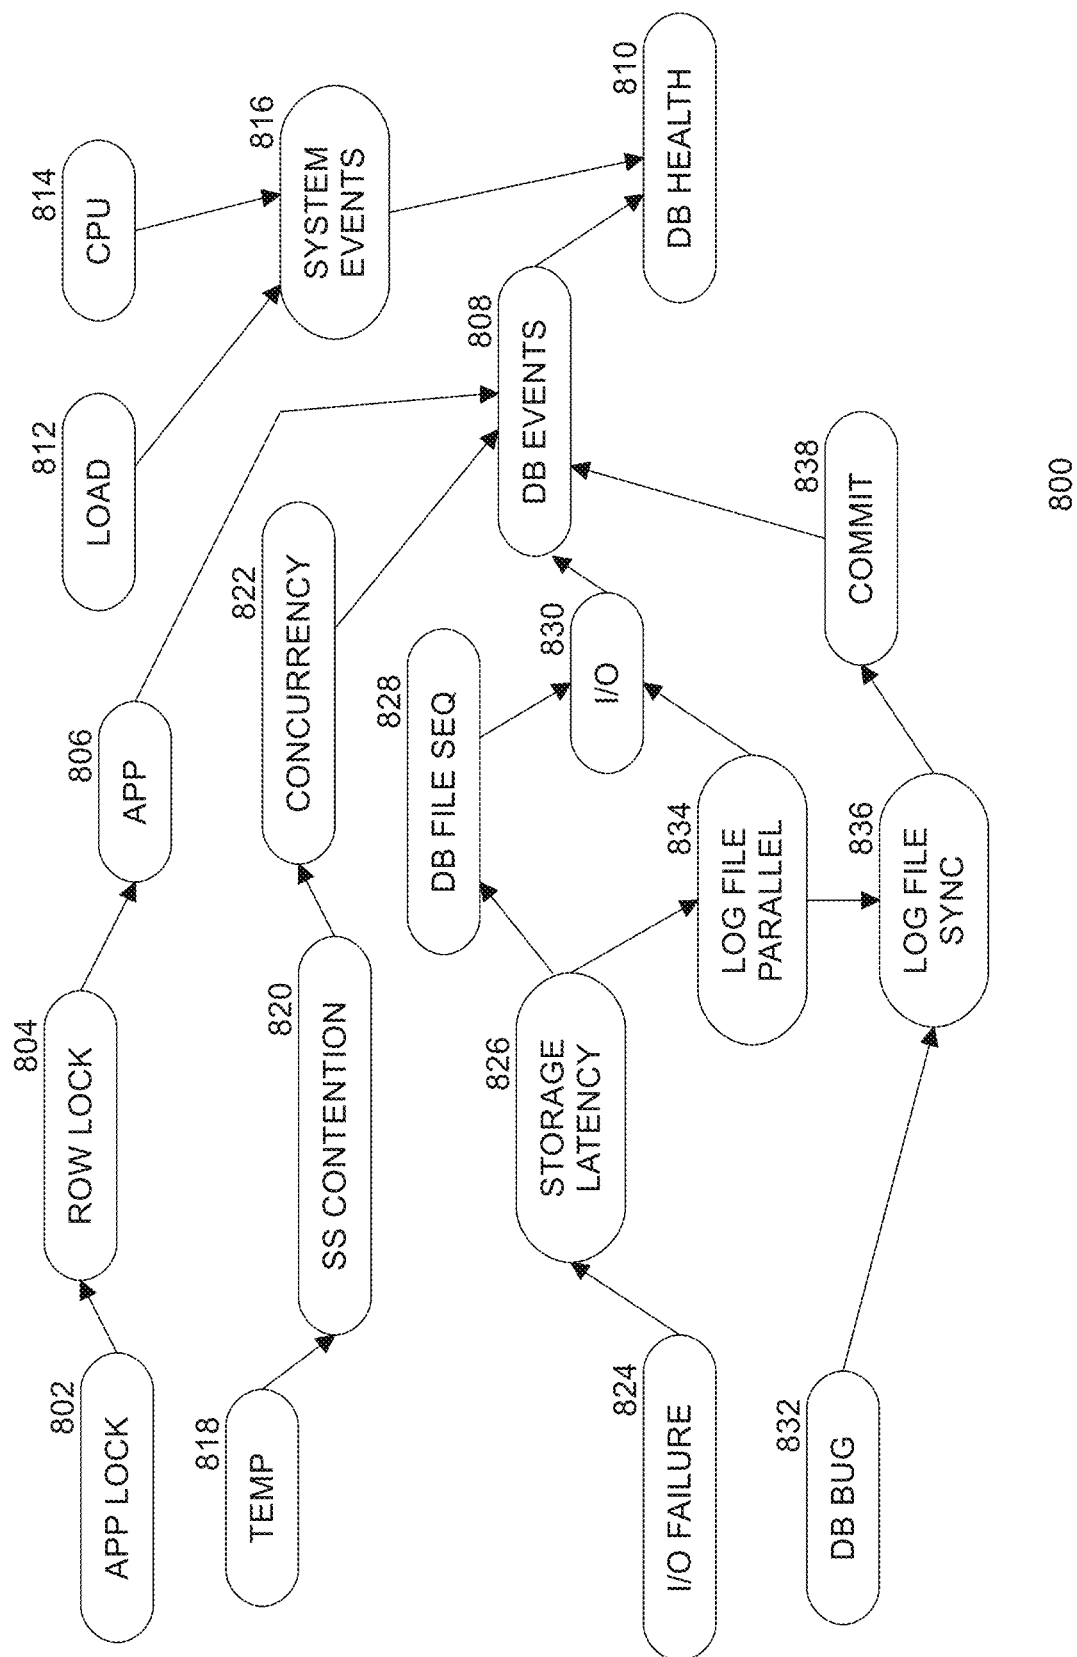 802
APP LOCK
804
ROW LOCK
806
APP
812
LOAD
814
CPU
816
SYSTEM
EVENTS
818
TEMP
820
SS CONTENTION
822
CONCURRENCY
808
DB EVENTS
810
DB HEALTH
824
I/O FAILURE
826
STORAGE
LATENCY
828
DB FILE SEQ
830
I/O
832
DB BUG
834
LOG FILE
PARALLEL
836
LOG FILE
SYNC
838
COMMIT
800